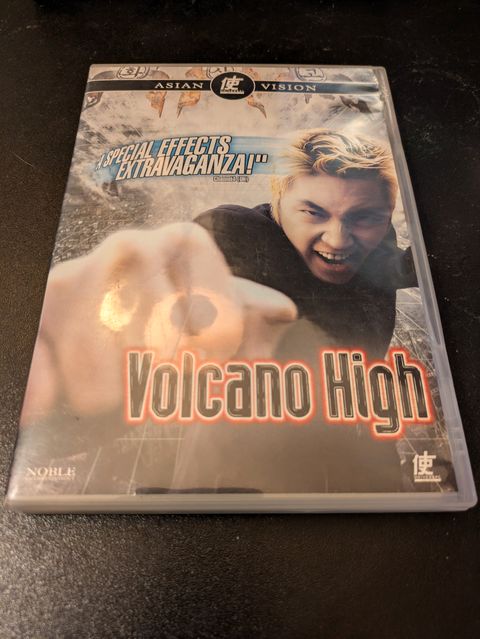 ASIAN 使 VISION
"A SPECIAL EFFECTS
EXTRAVAGANZA!"
Volcano High
NOBLE
使